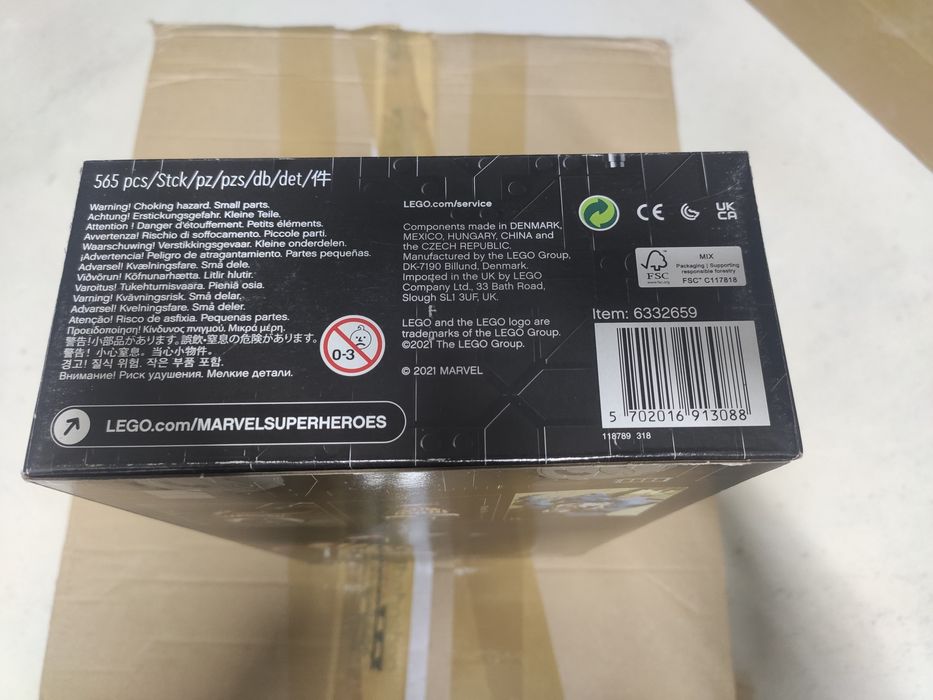 565 pcs/Stck/pz/pzs/db/det/件
Warning! Choking hazard. Small parts.
Achtung! Erstickungsgefahr. Kleine Teile.
Attention ! Danger d'étouffement. Petits éléments.
Avvertenza! Rischio di soffocamento. Piccole parti.
Waarschuwing! Verstikkingsgevaar. Kleine onderdelen.
¡Advertencia! Peligro de atragantamiento. Partes pequeñas.
Advarsel! Kvælningsfare. Små dele.
Viðvörun! Köfnunarhætta. Litlir hlutir.
Varoitus! Tukehtumisvaara. Pieniä osia.
Varning! Kvävningsrisk. Små delar.
Advarsel! Kvelningsfare. Små deler.
Atenção! Risco de asfixia. Pequenas partes.
Προειδοποίηση! Κίνδυνος πνιγμού. Μικρά μέρη.
警告!小部品があります。誤飲・窒息の危険があります。
警告! 小心窒息。当心小物件。
경고! 질식 위험. 작은 부품 포함.
Внимание! Риск удушения. Мелкие детали.
0-3
LEGO.com/MARVELSUPERHEROES
LEGO.com/service
Components made in DENMARK,
MEXICO, HUNGARY, CHINA and
the CZECH REPUBLIC.
Manufactured by the LEGO Group,
DK-7190 Billund, Denmark.
Imported in the UK by LEGO
Company Ltd., 33 Bath Road,
Slough SL1 3UF, UK.
LEGO and the LEGO logo are
trademarks of the LEGO Group.
©2021 The LEGO Group.
© 2021 MARVEL
CE
UK
CA
FSC
www.fsc.org
MIX
Packaging | Supporting
responsible forestry
FSC™ C117818
Item: 6332659
5 702016 913088
118789 318